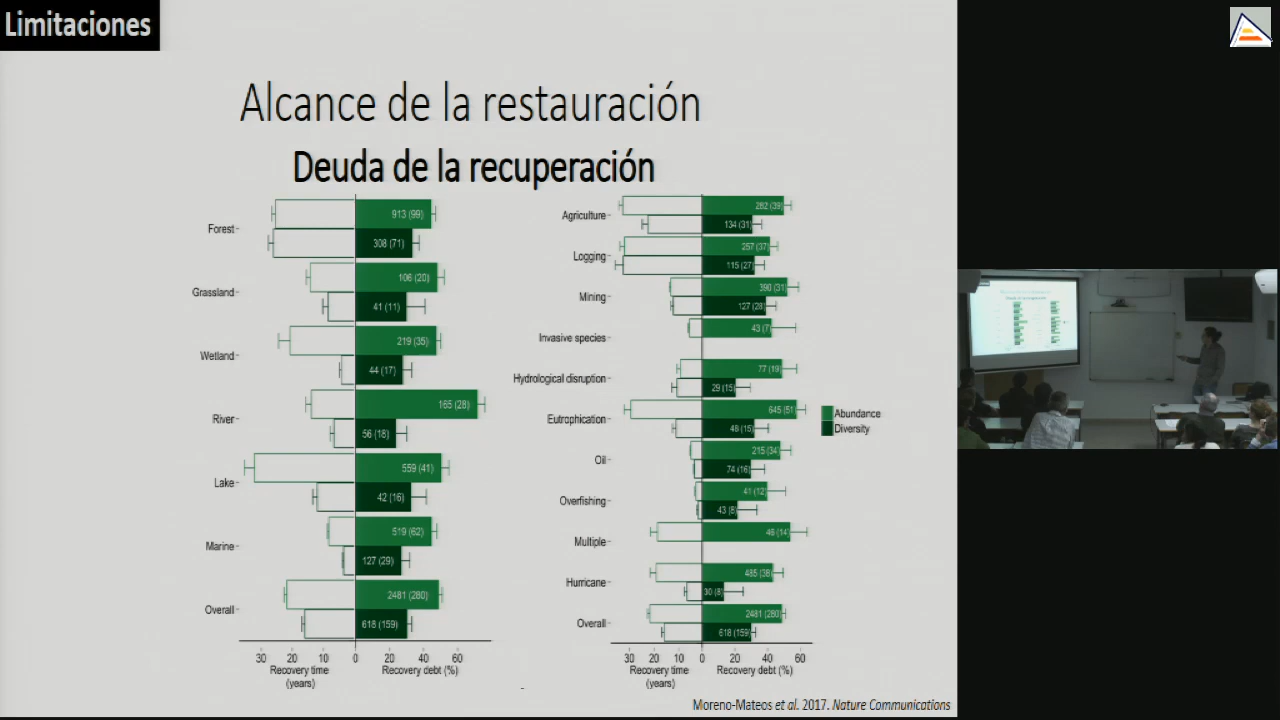 Limitaciones
Alcance de la restauración
Deuda de la recuperación
Forest
913 (99)
308 (71)
Grassland
106 (20)
41 (11)
Wetland
219 (35)
44 (17)
River
165 (28)
56 (18)
Lake
559 (41)
42 (16)
Marine
519 (62)
127 (29)
Overall
2481 (280)
618 (159)
30 20 10 0 20 40 60
Recovery time (years)
Recovery debt (%)
Agriculture
282 (39)
134 (31)
Logging
257 (37)
115 (27)
Mining
390 (31)
127 (28)
Invasive species
43 (7)
Hydrological disruption
77 (19)
29 (15)
Eutrophication
645 (51)
48 (15)
Oil
215 (34)
74 (16)
Overfishing
41 (12)
43 (8)
Multiple
46 (14)
Hurricane
485 (38)
30 (8)
Overall
2481 (280)
618 (159)
30 20 10 0 20 40 60
Recovery time (years)
Recovery debt (%)
Abundance
Diversity
Moreno-Mateos et al. 2017. Nature Communications